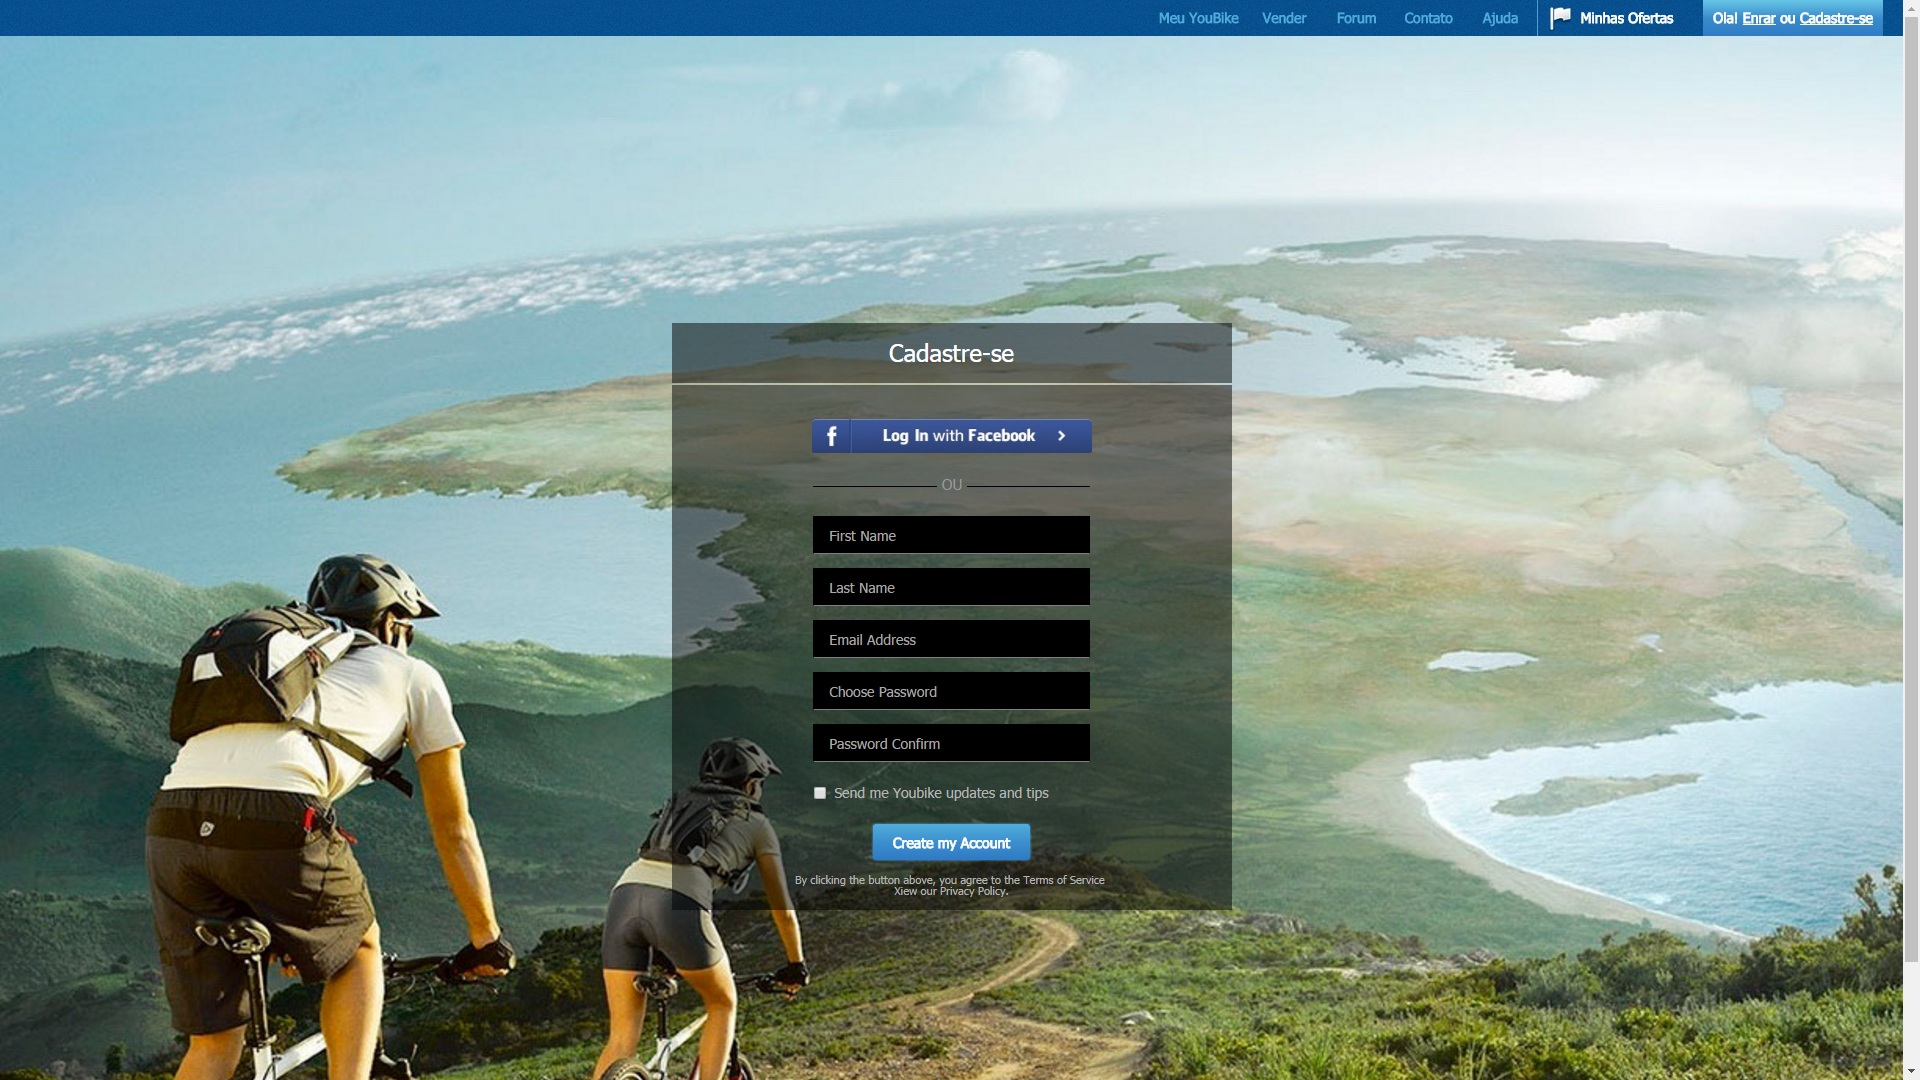 Meu YouBike Vender Forum Contato Ajuda Minhas Ofertas Ola! Enrar ou Cadastre-se
Cadastre-se
f Log In with Facebook >
OU
First Name
Last Name
Email Address
Choose Password
Password Confirm
Send me Youbike updates and tips
Create my Account
By clicking the button above, you agree to the Terms of Service
Xiew our Privacy Policy.